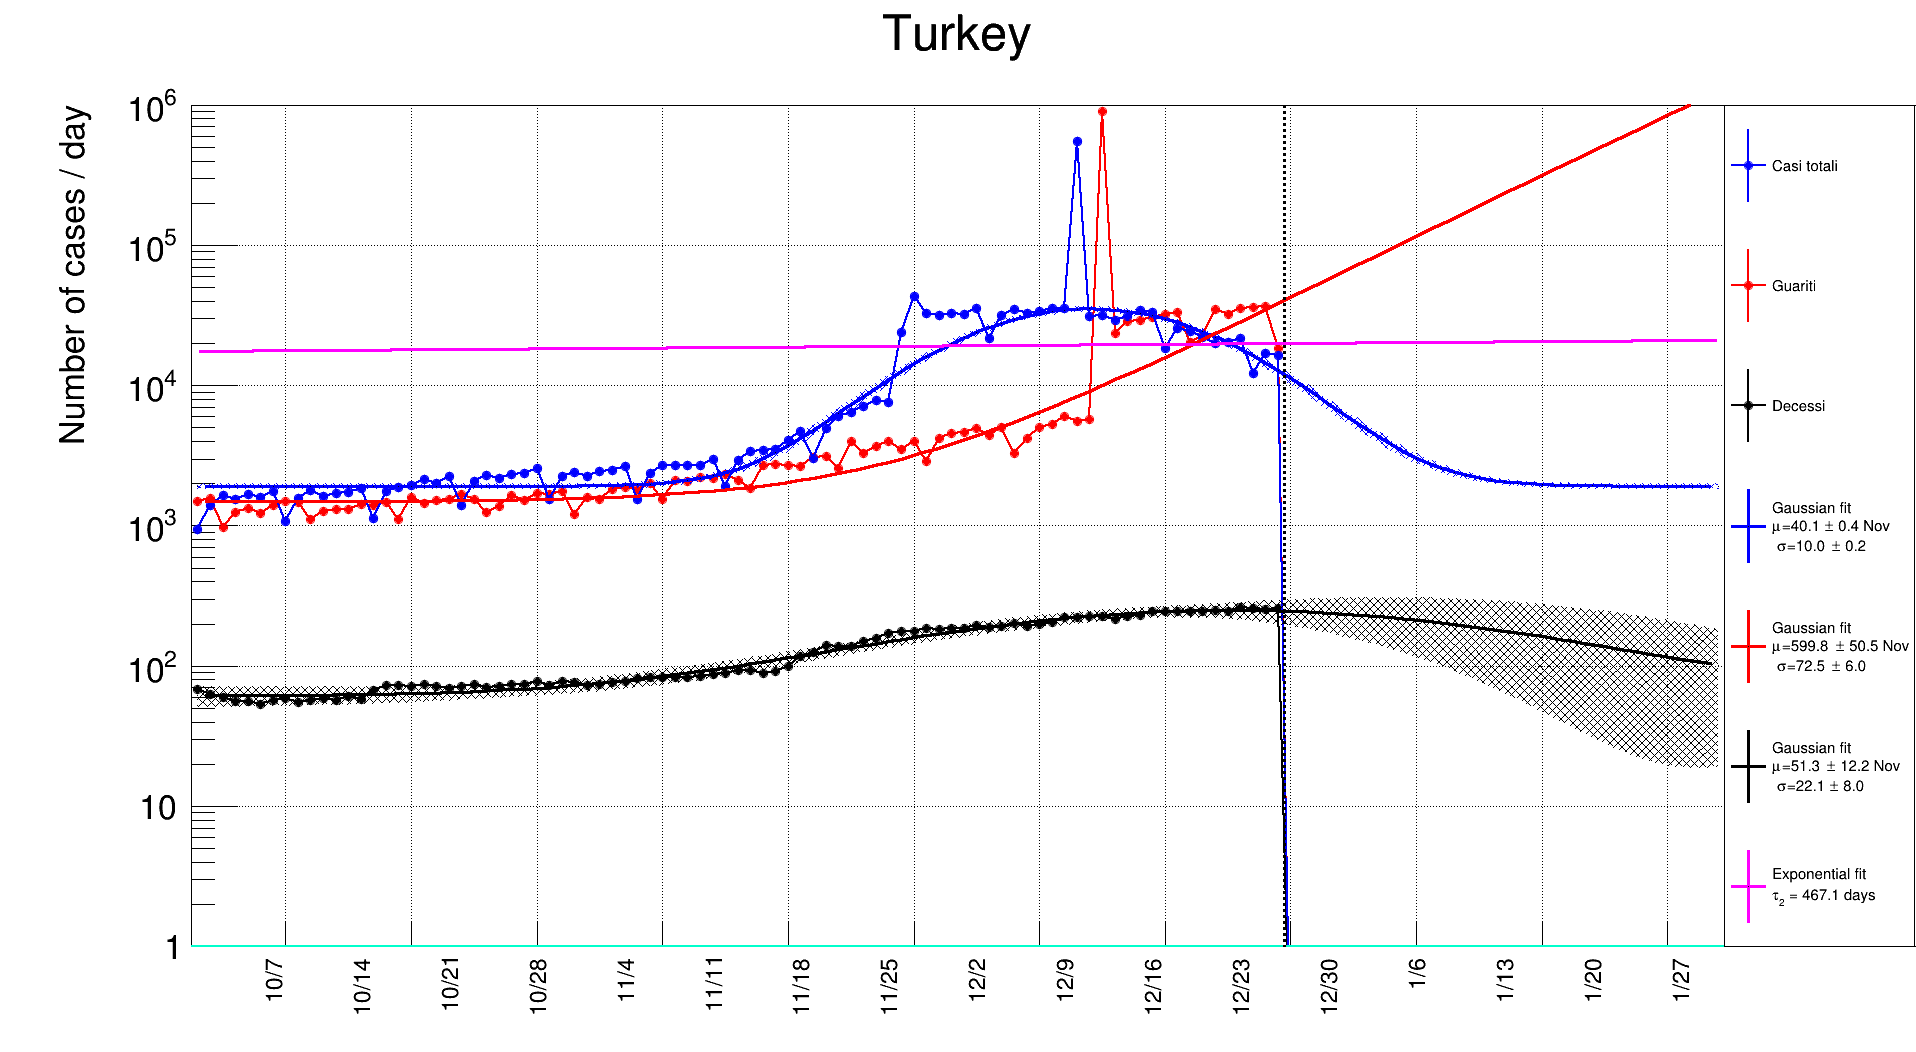 Turkey
Number of cases / day
10^6
10^5
10^4
10^3
10^2
10
1
10/7
10/14
10/21
10/28
11/4
11/11
11/18
11/25
12/2
12/9
12/16
12/23
12/30
1/6
1/13
1/20
1/27
Casi totali
Guariti
Decessi
Gaussian fit
μ=40.1 ± 0.4 Nov
σ=10.0 ± 0.2
Gaussian fit
μ=599.8 ± 50.5 Nov
σ=72.5 ± 6.0
Gaussian fit
μ=51.3 ± 12.2 Nov
σ=22.1 ± 8.0
Exponential fit
τ₂ = 467.1 days